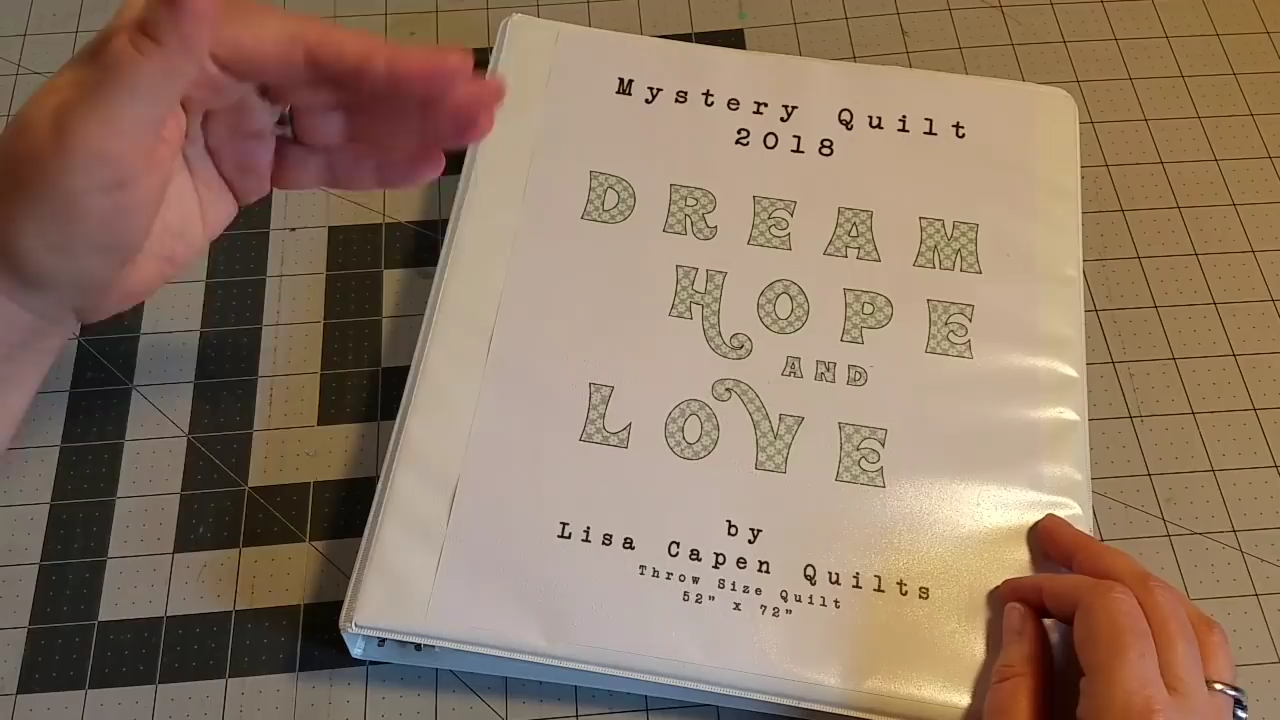 Mystery Quilt
2018
DREAM
HOPE
AND
LOVE
by
Lisa Capen Quilts
Throw Size Quilt
52" x 72"